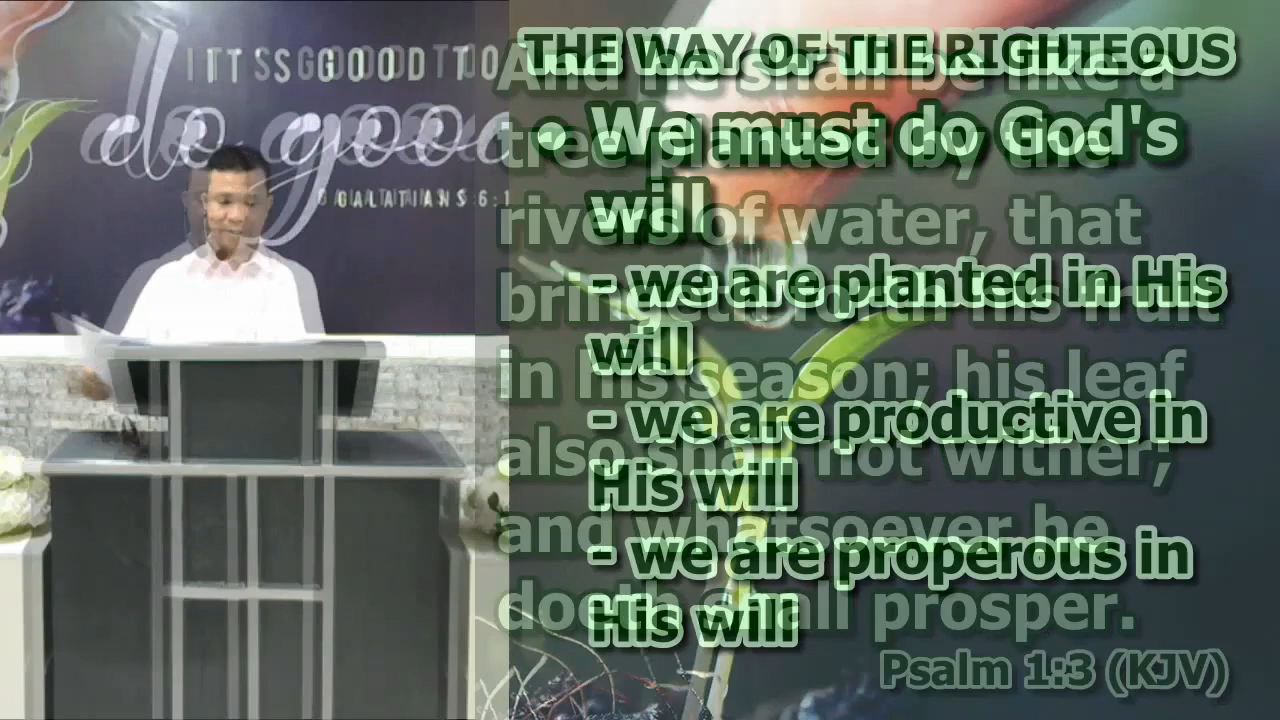 IT'S GOOD TO
do good
GALATIANS 6:1
THE WAY OF THE RIGHTEOUS
• We must do God's
will
- we are planted in His
will
- we are productive in
His will
- we are properous in
His will
And he shall be like a
tree planted by the
rivers of water, that
bringeth forth his fruit
in his season; his leaf
also shall not wither;
and whatsoever he
doeth shall prosper.
Psalm 1:3 (KJV)